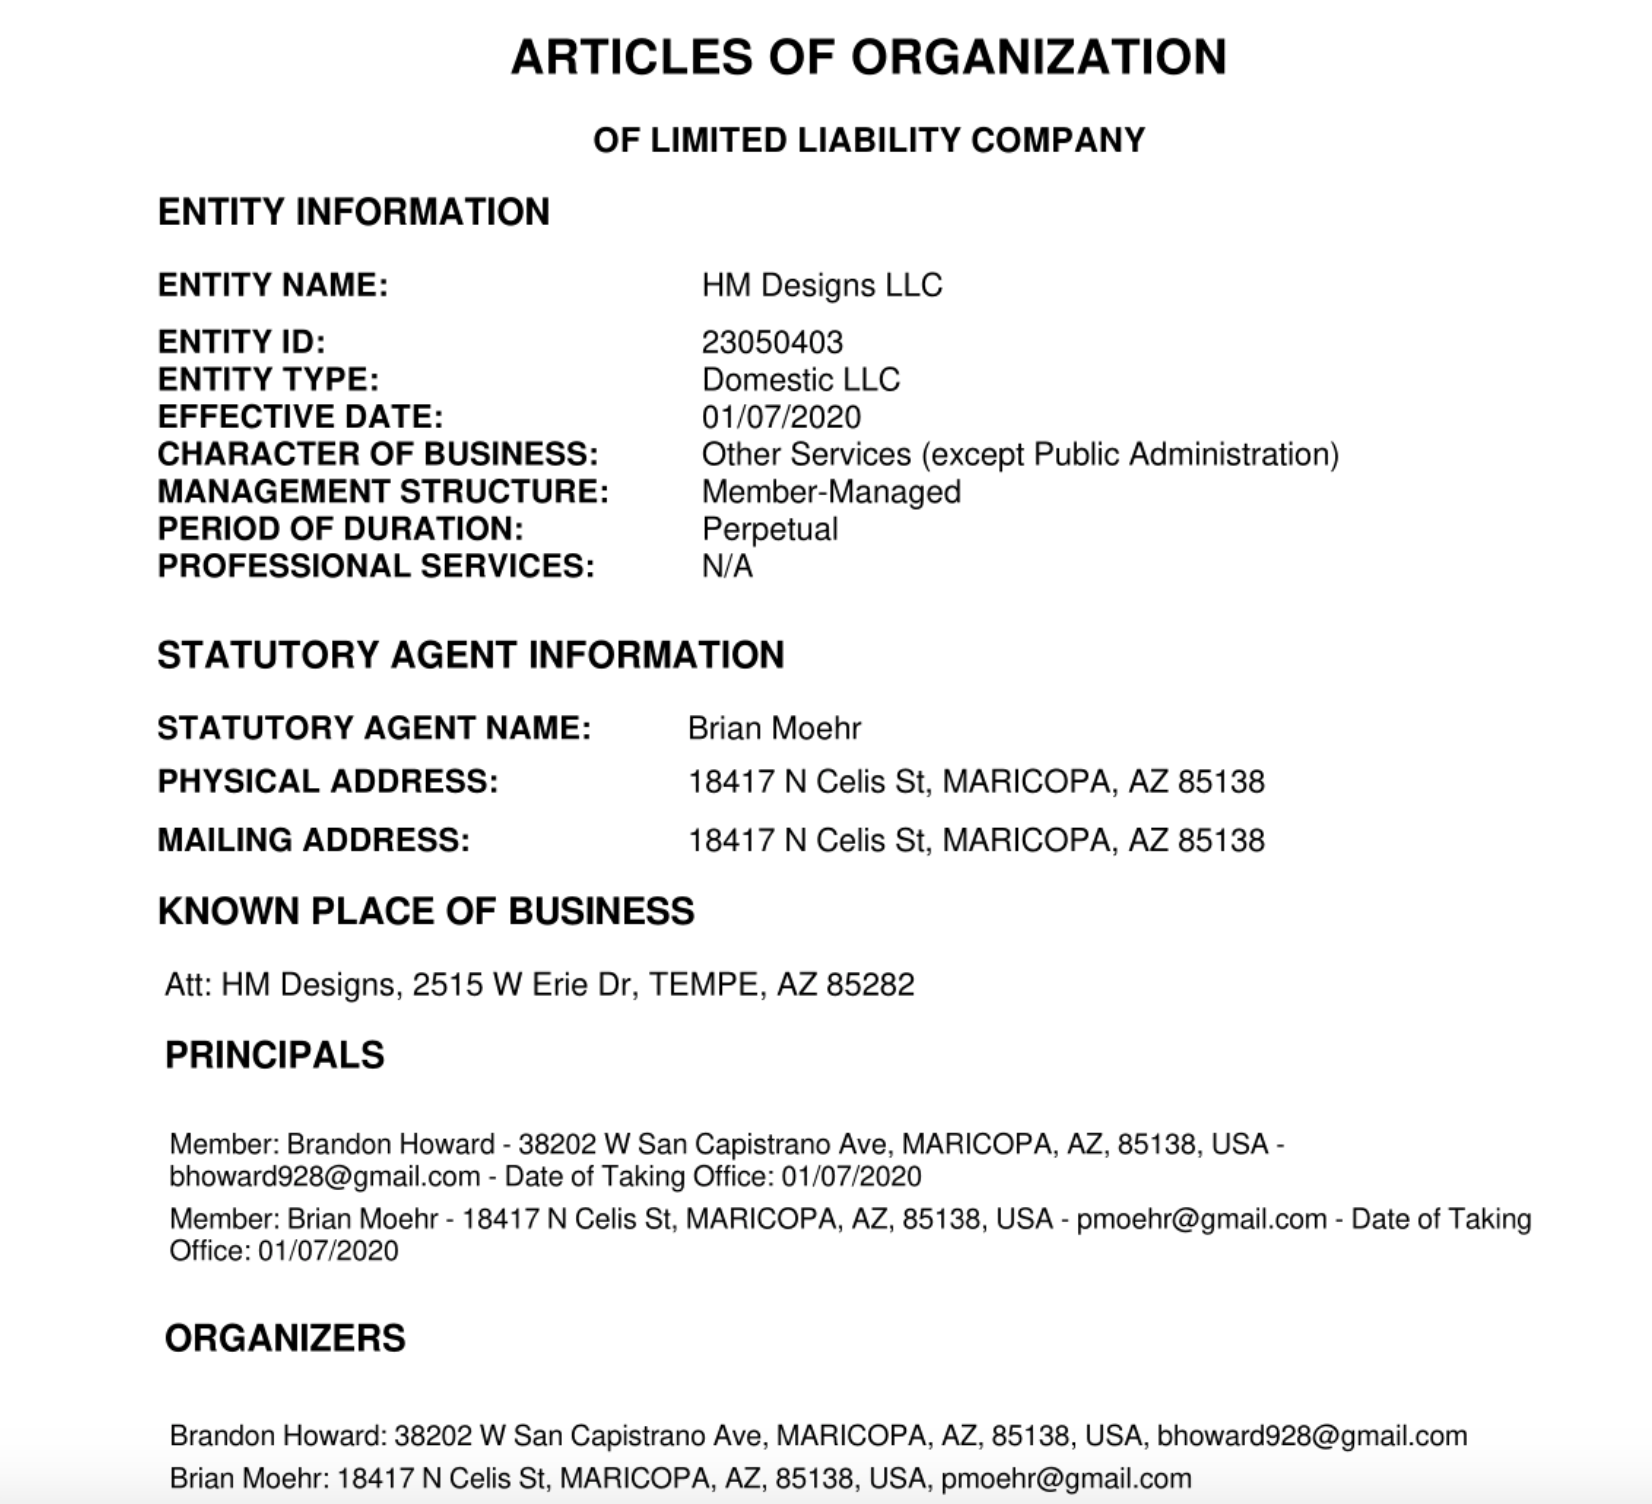 ARTICLES OF ORGANIZATION
OF LIMITED LIABILITY COMPANY
ENTITY INFORMATION
ENTITY NAME: HM Designs LLC
ENTITY ID: 23050403
ENTITY TYPE: Domestic LLC
EFFECTIVE DATE: 01/07/2020
CHARACTER OF BUSINESS: Other Services (except Public Administration)
MANAGEMENT STRUCTURE: Member-Managed
PERIOD OF DURATION: Perpetual
PROFESSIONAL SERVICES: N/A
STATUTORY AGENT INFORMATION
STATUTORY AGENT NAME: Brian Moehr
PHYSICAL ADDRESS: 18417 N Celis St, MARICOPA, AZ 85138
MAILING ADDRESS: 18417 N Celis St, MARICOPA, AZ 85138
KNOWN PLACE OF BUSINESS
Att: HM Designs, 2515 W Erie Dr, TEMPE, AZ 85282
PRINCIPALS
Member: Brandon Howard - 38202 W San Capistrano Ave, MARICOPA, AZ, 85138, USA -
bhoward928@gmail.com - Date of Taking Office: 01/07/2020
Member: Brian Moehr - 18417 N Celis St, MARICOPA, AZ, 85138, USA - pmoehr@gmail.com - Date of Taking
Office: 01/07/2020
ORGANIZERS
Brandon Howard: 38202 W San Capistrano Ave, MARICOPA, AZ, 85138, USA, bhoward928@gmail.com
Brian Moehr: 18417 N Celis St, MARICOPA, AZ, 85138, USA, pmoehr@gmail.com